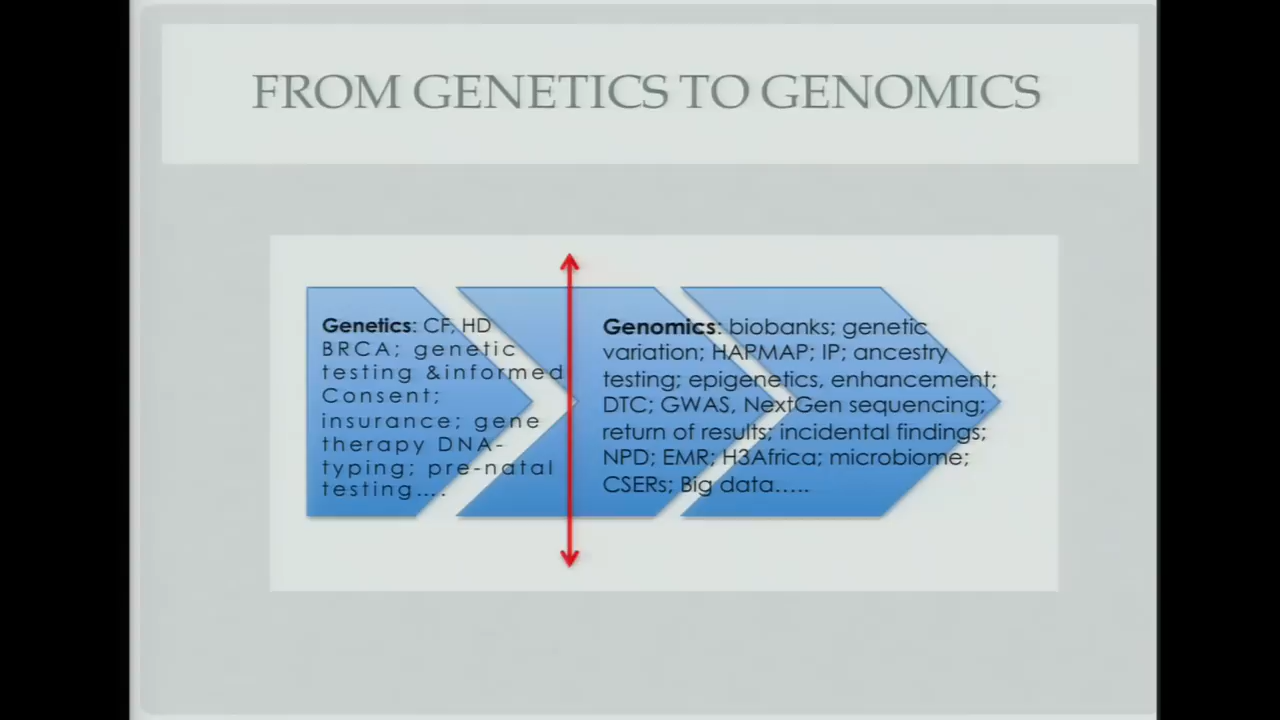 FROM GENETICS TO GENOMICS
Genetics: CF, HD
BRCA; genetic
testing &informed
Consent;
insurance; gene
therapy DNA-
typing; pre-natal
testing….
Genomics: biobanks; genetic
variation; HAPMAP; IP; ancestry
testing; epigenetics, enhancement;
DTC; GWAS, NextGen sequencing;
return of results; incidental findings;
NPD; EMR; H3Africa; microbiome;
CSERs; Big data…..